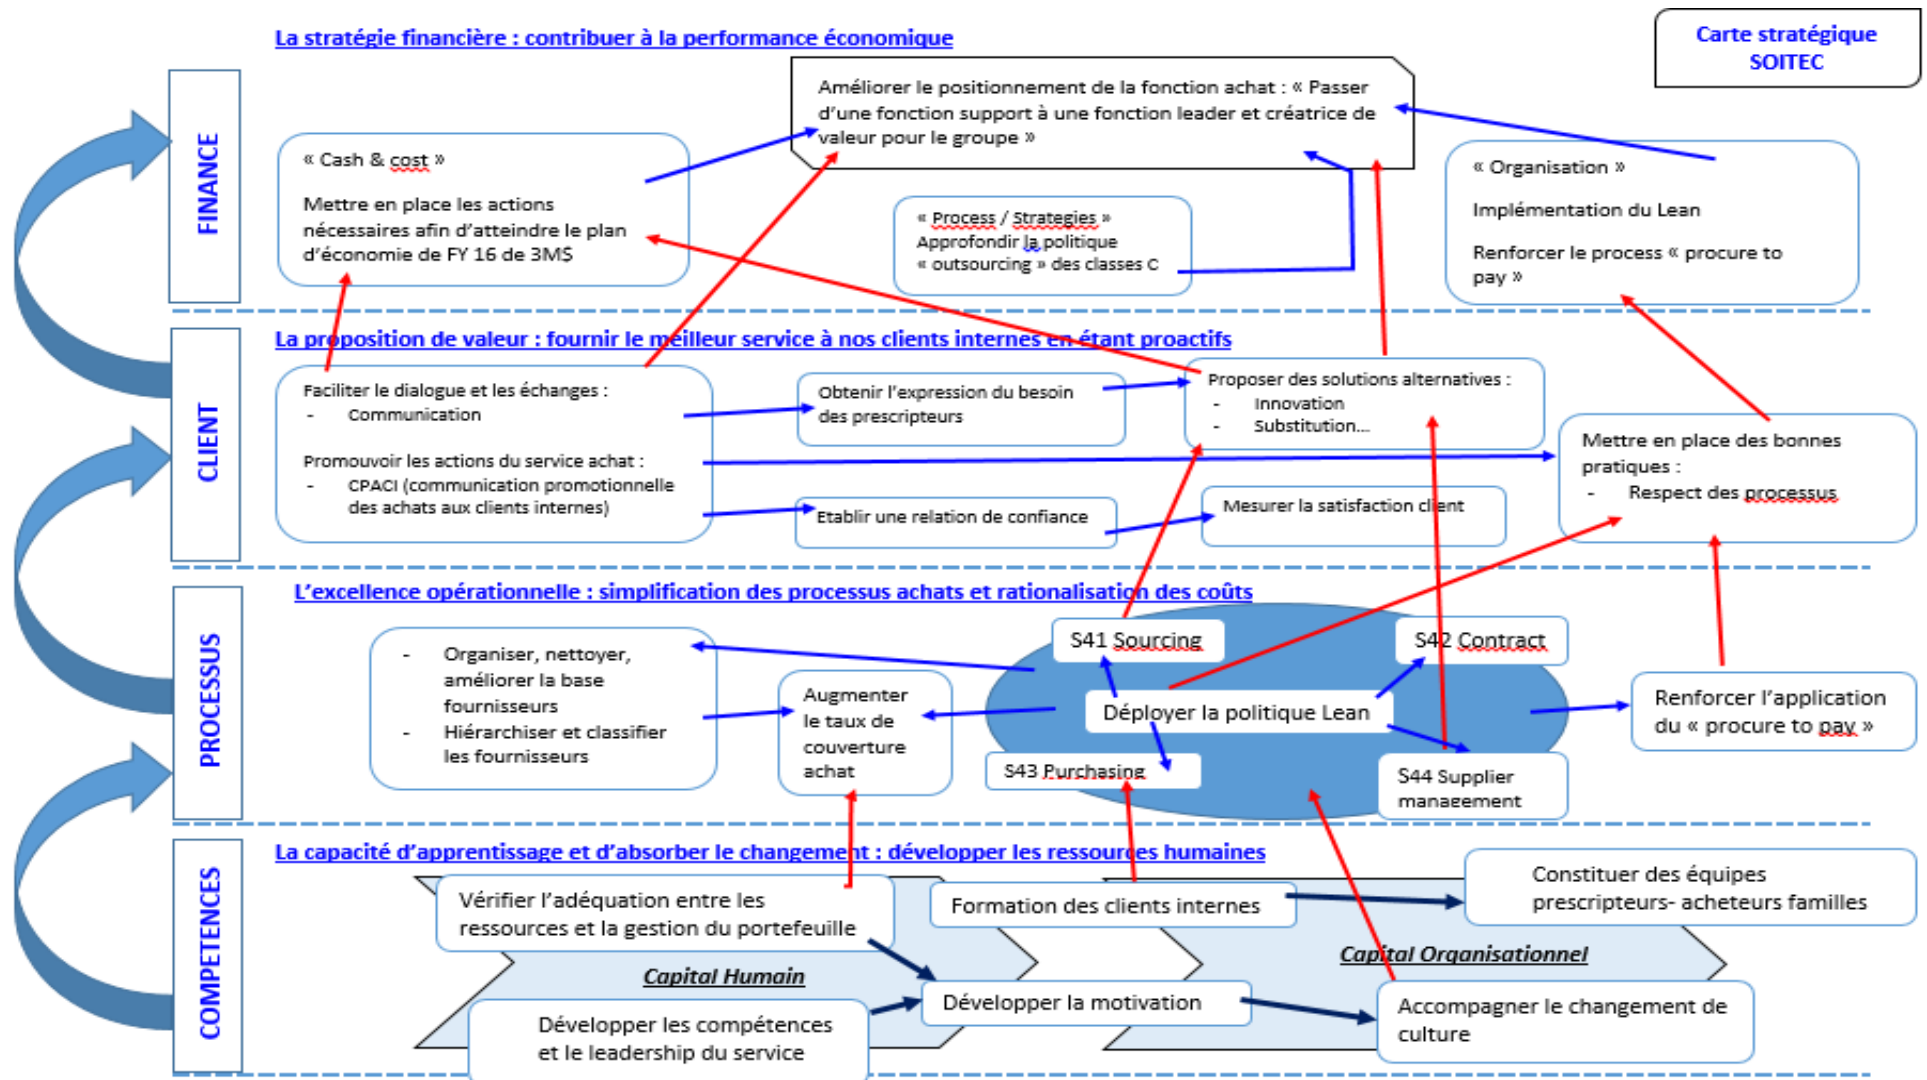 La stratégie financière : contribuer à la performance économique
Carte stratégique
SOITEC
FINANCE
« Cash & cost »
Mettre en place les actions
nécessaires afin d'atteindre le plan
d'économie de FY 16 de 3M$
Améliorer le positionnement de la fonction achat : « Passer
d'une fonction support à une fonction leader et créatrice de
valeur pour le groupe »
« Process / Strategies »
Approfondir la politique
« outsourcing » des classes C
« Organisation »
Implémentation du Lean
Renforcer le process « procure to
pay »
La proposition de valeur : fournir le meilleur service à nos clients internes en étant proactifs
CLIENT
Faciliter le dialogue et les échanges :
- Communication
Promouvoir les actions du service achat :
- CPACI (communication promotionnelle
des achats aux clients internes)
Obtenir l'expression du besoin
des prescripteurs
Proposer des solutions alternatives :
- Innovation
- Substitution...
Etablir une relation de confiance
Mesurer la satisfaction client
Mettre en place des bonnes
pratiques :
- Respect des processus
L'excellence opérationnelle : simplification des processus achats et rationalisation des coûts
PROCESSUS
- Organiser, nettoyer,
améliorer la base
fournisseurs
- Hiérarchiser et classifier
les fournisseurs
Augmenter
le taux de
couverture
achat
S41 Sourcing
S42 Contract
Déployer la politique Lean
S43 Purchasing
S44 Supplier
management
Renforcer l'application
du « procure to pay »
La capacité d'apprentissage et d'absorber le changement : développer les ressources humaines
COMPETENCES
Vérifier l'adéquation entre les
ressources et la gestion du portefeuille
Capital Humain
Développer les compétences
et le leadership du service
Formation des clients internes
Développer la motivation
Constituer des équipes
prescripteurs- acheteurs familles
Capital Organisationnel
Accompagner le changement de
culture